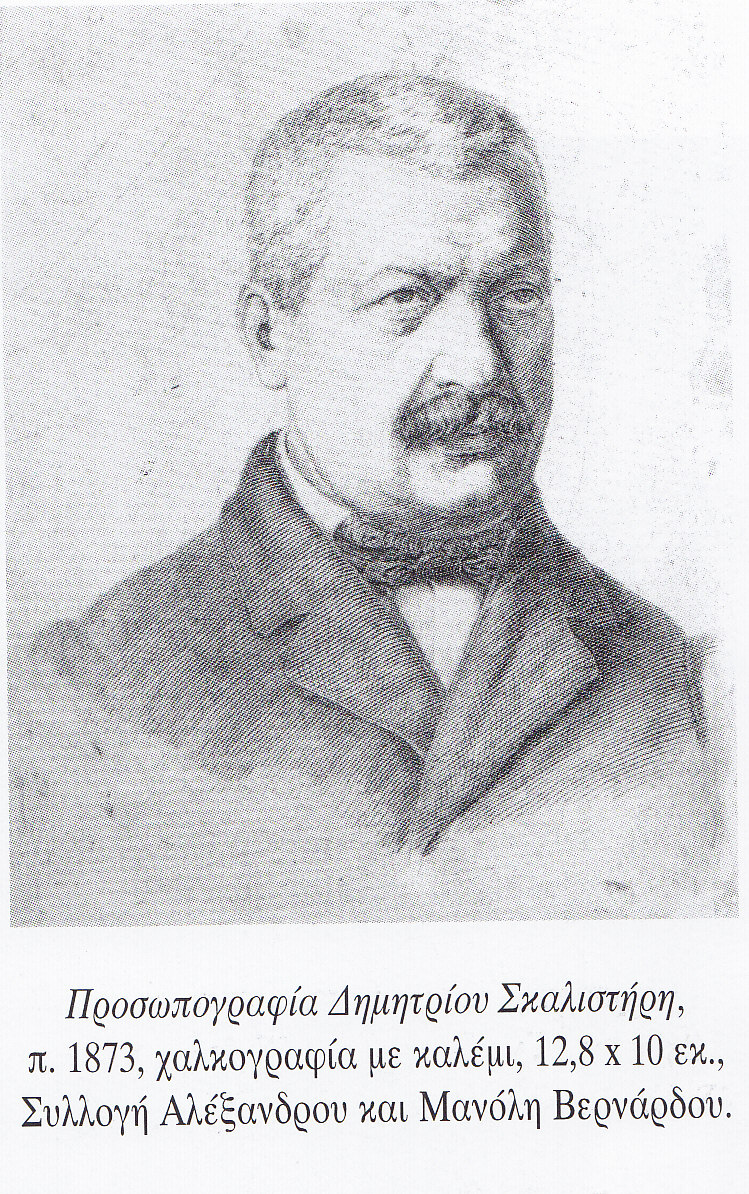 Προσωπογραφία Δημητρίου Σκαλιστήρη,
π. 1873, χαλκογραφία με καλέμι, 12,8 x 10 εκ.,
Συλλογή Αλέξανδρου και Μανόλη Βερνάρδου.